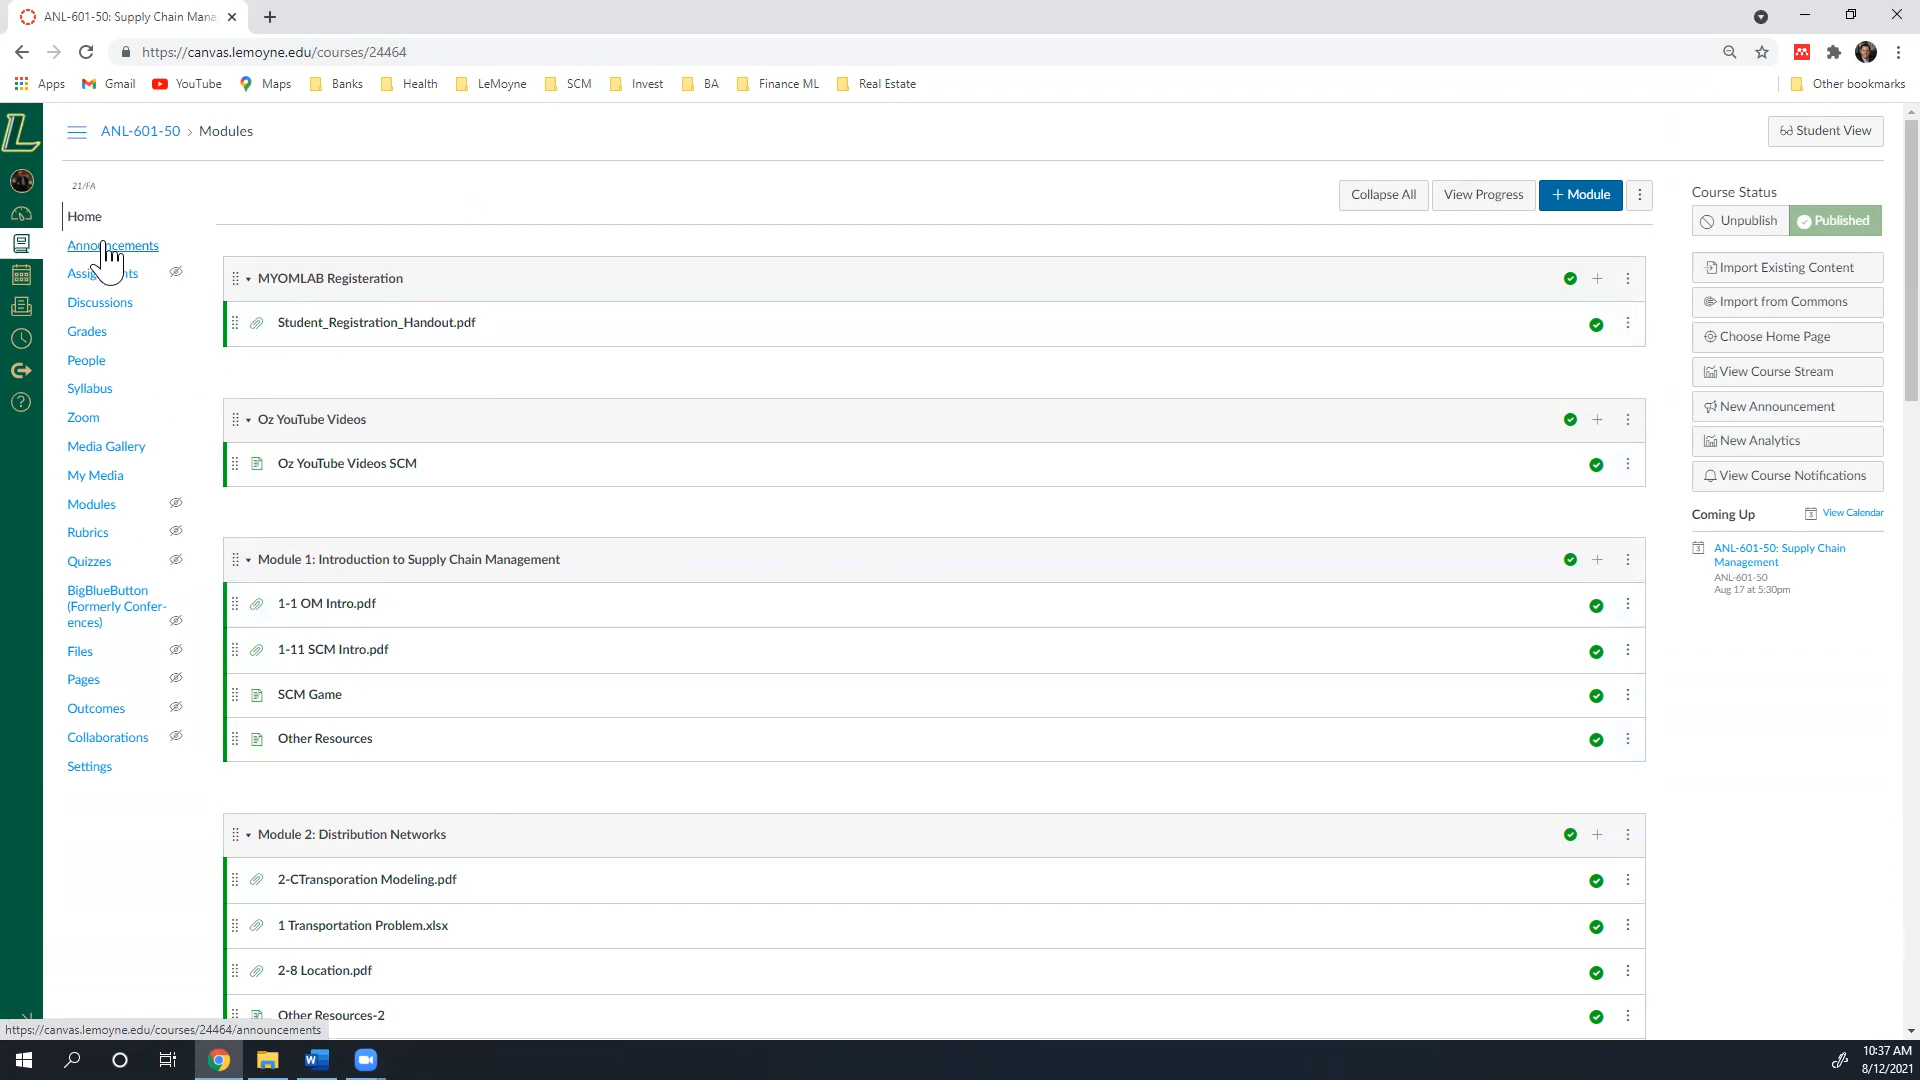 ANL-601-50: Supply Chain Mana
https://canvas.lemoyne.edu/courses/24464
Apps Gmail YouTube Maps Banks Health LeMoyne SCM Invest BA Finance ML Real Estate Other bookmarks
ANL-601-50 › Modules
Student View
21/FA
Home
Announcements
Discussions
Grades
People
Syllabus
Zoom
Media Gallery
My Media
Modules
Rubrics
Quizzes
BigBlueButton
(Formerly Confer-
ences)
Files
Pages
Outcomes
Collaborations
Settings
Collapse All View Progress + Module
MYOMLAB Registeration
Student_Registration_Handout.pdf
Oz YouTube Videos
Oz YouTube Videos SCM
Module 1: Introduction to Supply Chain Management
1-1 OM Intro.pdf
1-11 SCM Intro.pdf
SCM Game
Other Resources
Module 2: Distribution Networks
2-CTransporation Modeling.pdf
1 Transportation Problem.xlsx
2-8 Location.pdf
Other Resources-2
Course Status
Unpublish Published
Import Existing Content
Import from Commons
Choose Home Page
View Course Stream
New Announcement
New Analytics
View Course Notifications
Coming Up View Calendar
ANL-601-50: Supply Chain
Management
ANL-601-50
Aug 17 at 5:30pm
https://canvas.lemoyne.edu/courses/24464/announcements
10:37 AM
8/12/2021